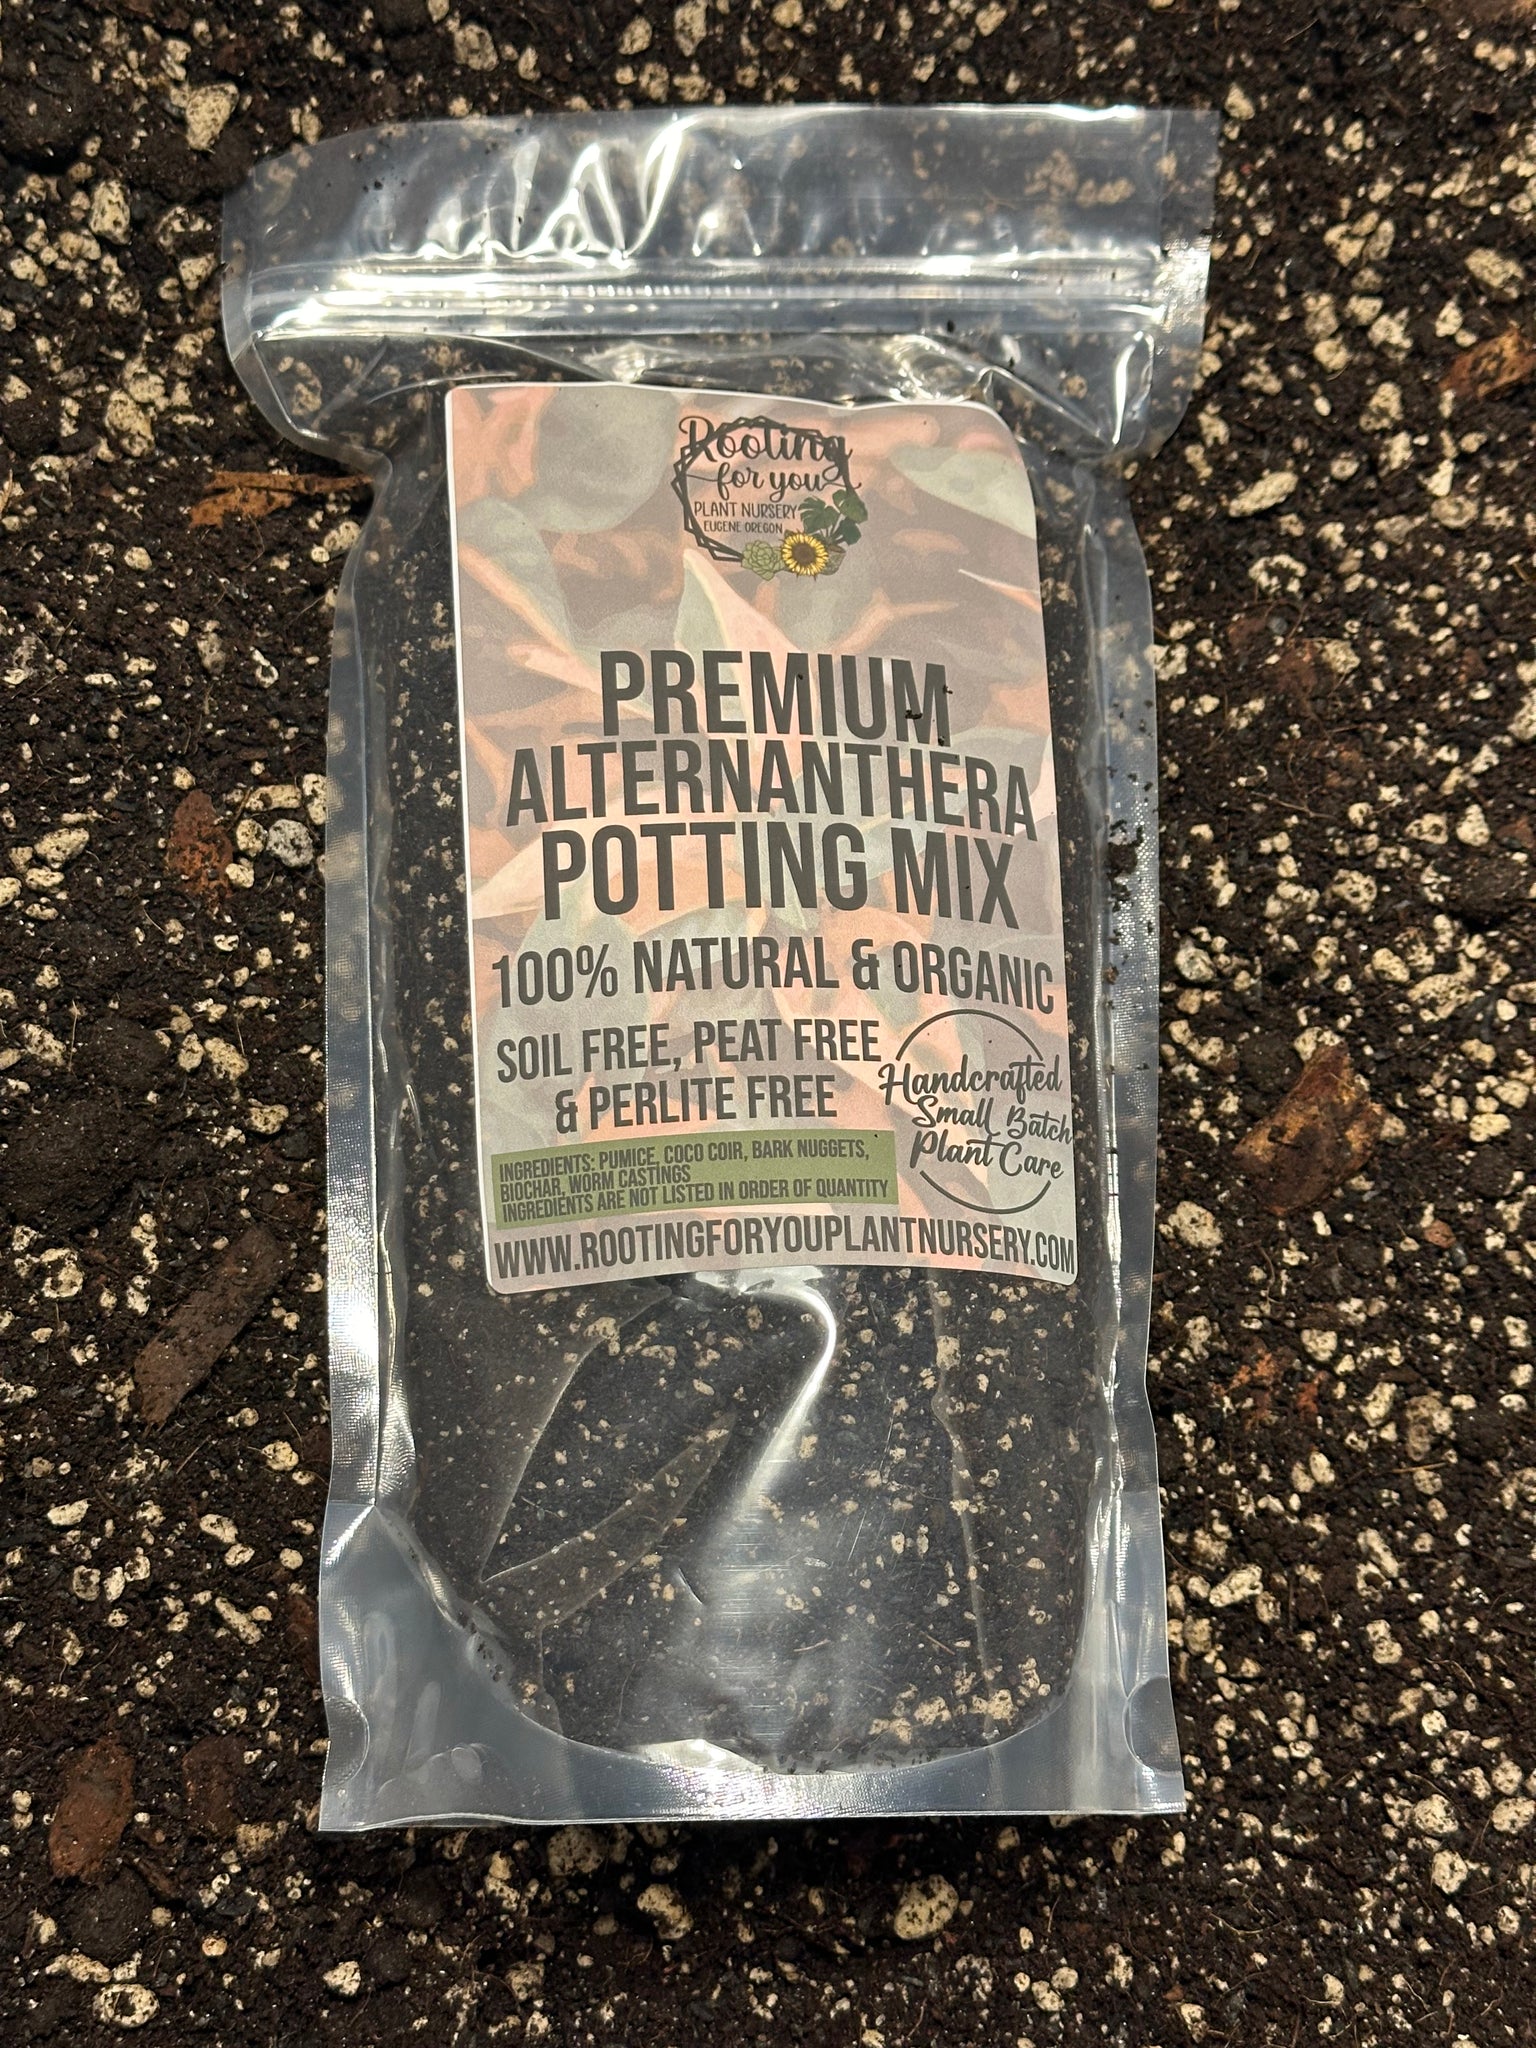 Rooting
for you
PLANT NURSERY
EUGENE OREGON
PREMIUM
ALTERNANTHERA
POTTING MIX
100% NATURAL & ORGANIC
SOIL FREE, PEAT FREE
& PERLITE FREE
Handcrafted
Small Batch
Plant Care
INGREDIENTS: PUMICE, COCO COIR, BARK NUGGETS,
BIOCHAR, WORM CASTINGS
INGREDIENTS ARE NOT LISTED IN ORDER OF QUANTITY
WWW.ROOTINGFORYOUPLANTNURSERY.COM